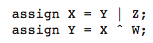 assign X = Y | Z;
assign Y = X ^ W;